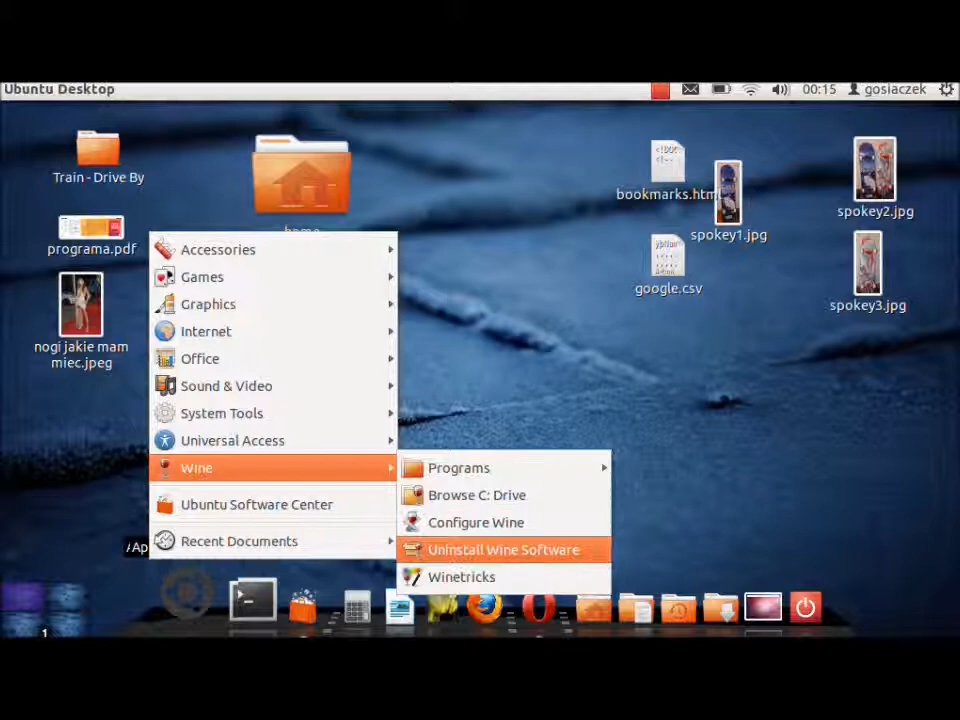 Ubuntu Desktop
00:15
gosiaczek
Train - Drive By
programa.pdf
nogi jakie mam
miec.jpeg
home
bookmarks.html
spokey1.jpg
google.csv
spokey2.jpg
spokey3.jpg
Accessories
Games
Graphics
Internet
Office
Sound & Video
System Tools
Universal Access
Wine
Ubuntu Software Center
Recent Documents
Programs
Browse C: Drive
Configure Wine
Uninstall Wine Software
Winetricks
1